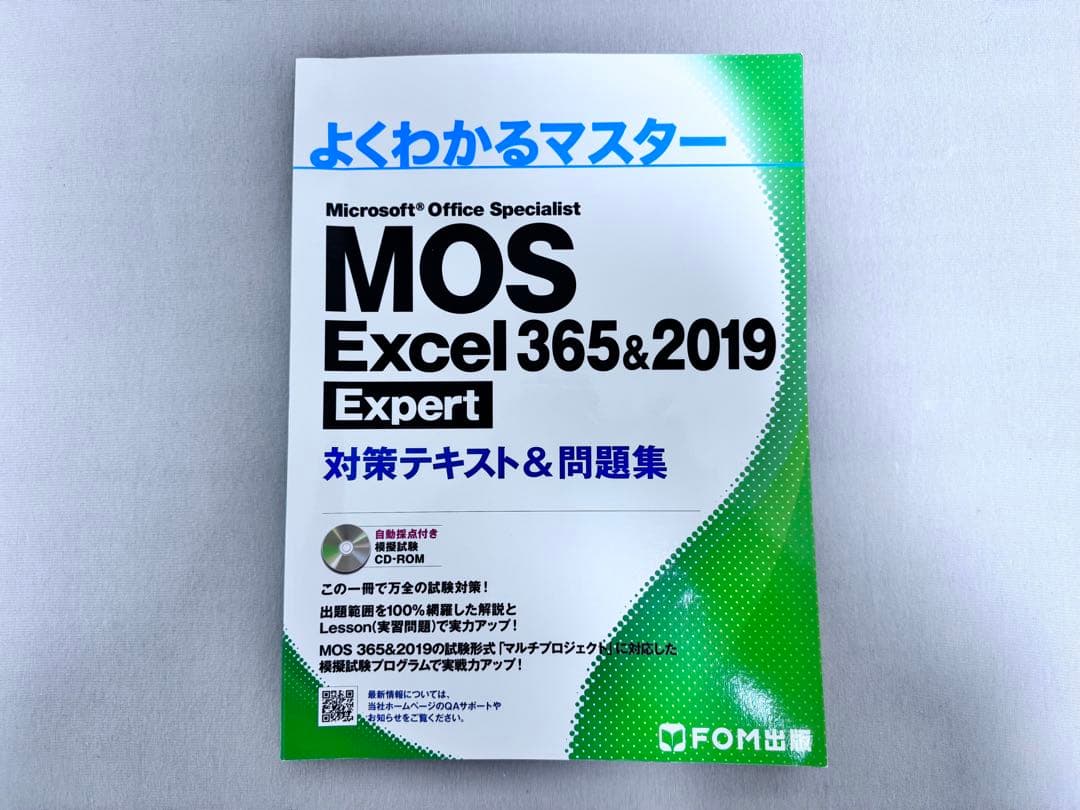 よくわかるマスター
Microsoft® Office Specialist
MOS
Excel 365&2019
Expert
対策テキスト&問題集
自動採点付き
模擬試験
CD-ROM
この一冊で万全の試験対策！
出題範囲を100%網羅した解説と
Lesson(実習問題)で実力アップ！
MOS 365&2019の試験形式「マルチプロジェクト」に対応した
模擬試験プログラムで実戦力アップ！
最新情報については、
当社ホームページのQAサポートや
お知らせをご覧ください。
FOM出版